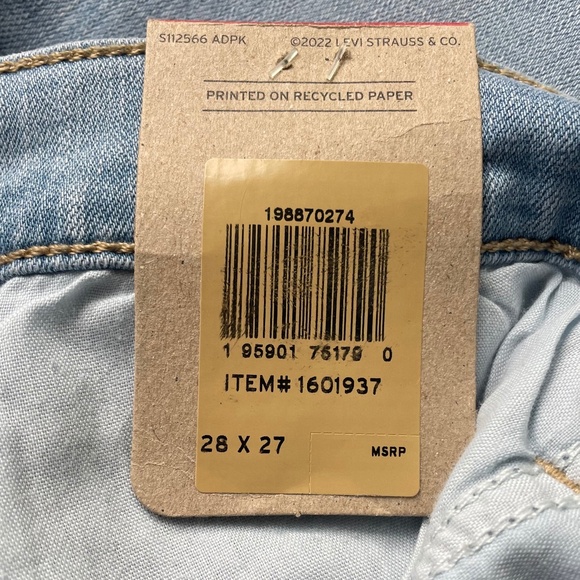 S112566 ADPK ©2022 LEVI STRAUSS & CO.
PRINTED ON RECYCLED PAPER
198870274
1 95901 76179 0
ITEM# 1601937
28 X 27 MSRP